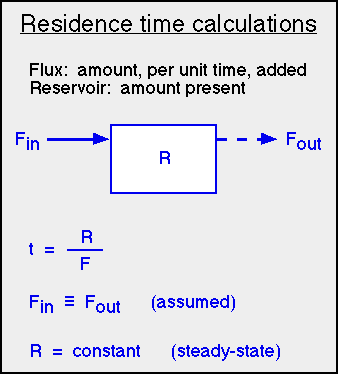 Residence time calculations
Flux: amount, per unit time, added
Reservoir: amount present
Fin R Fout
t = R / F
Fin ≡ Fout (assumed)
R = constant (steady-state)